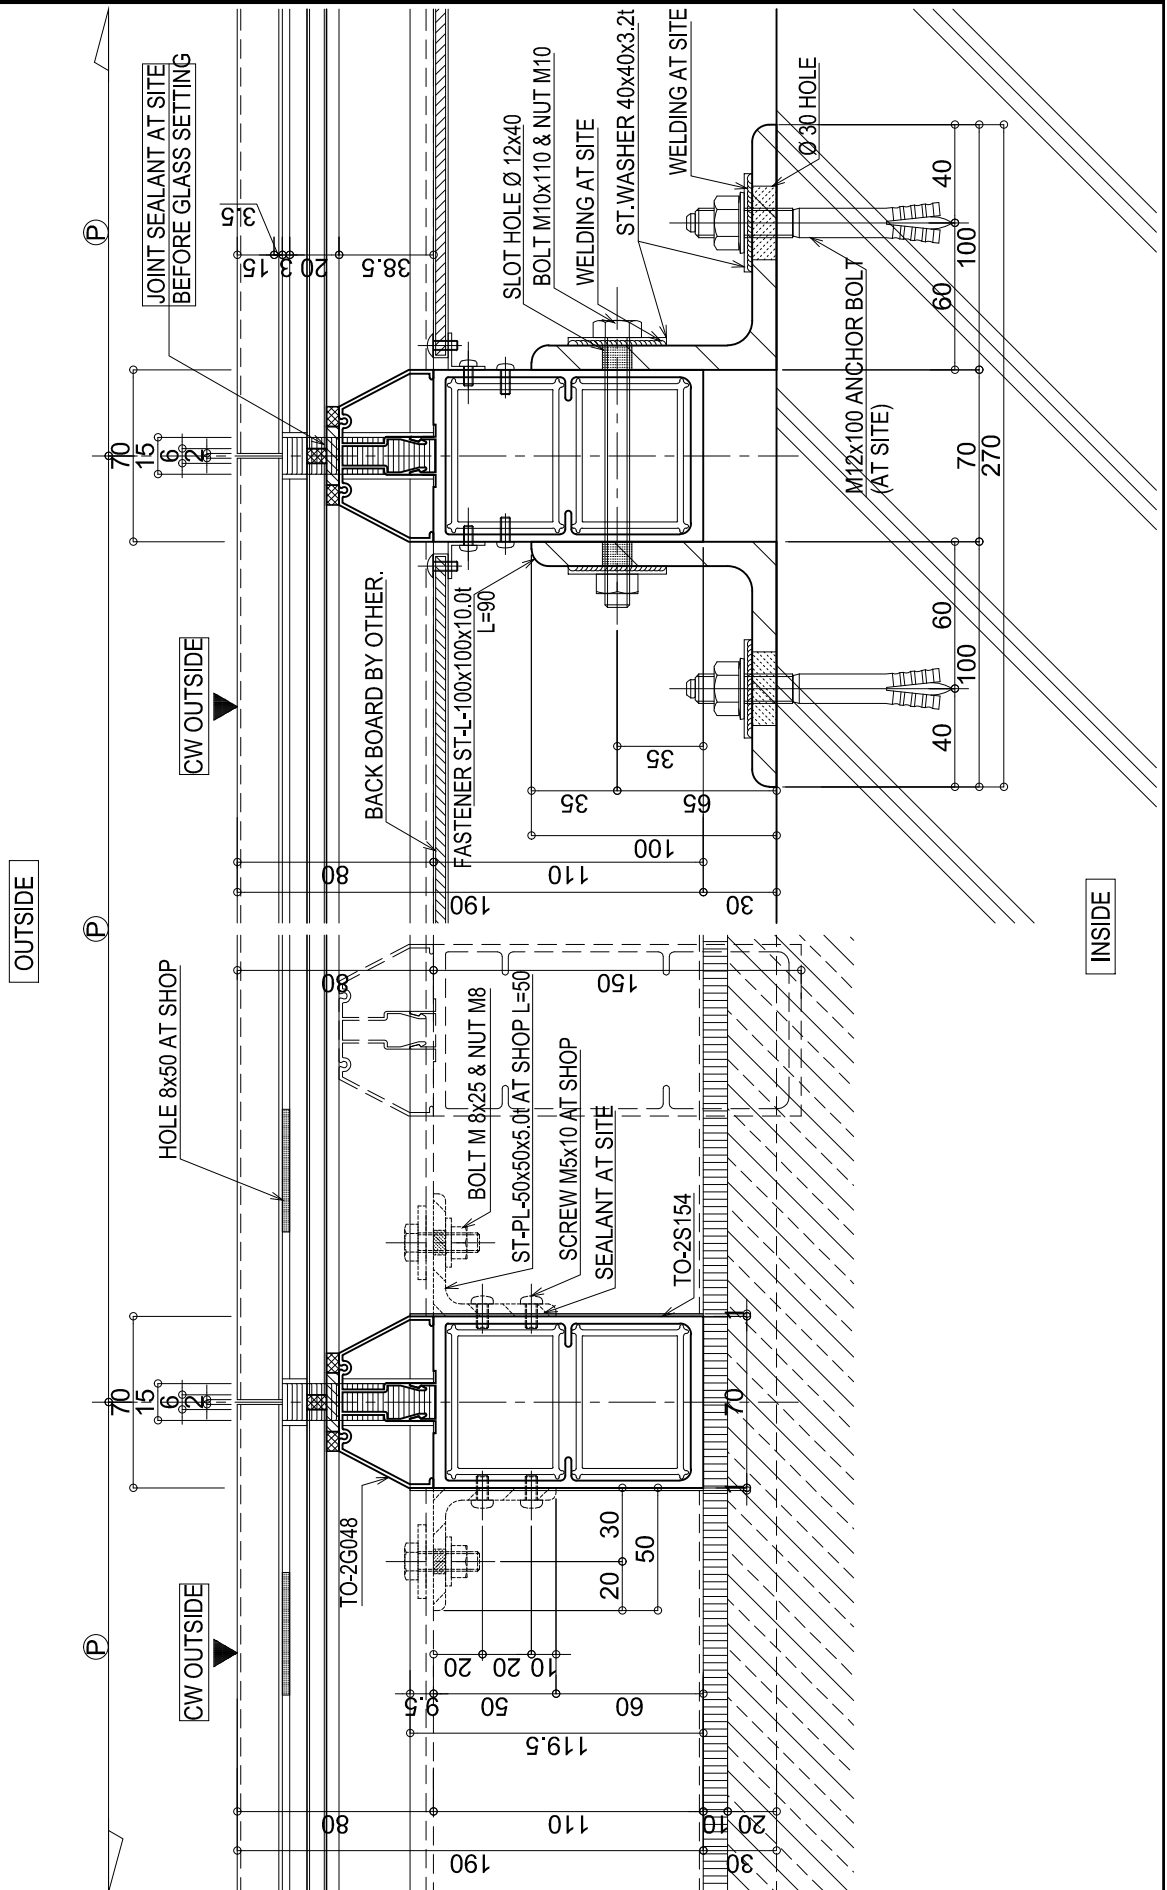 OUTSIDE
INSIDE
P
P
P
JOINT SEALANT AT SITE
BEFORE GLASS SETTING
CW OUTSIDE
SLOT HOLE Ø 12x40
BOLT M10x110 & NUT M10
WELDING AT SITE
ST.WASHER 40x40x3.2t
WELDING AT SITE
Ø 30 HOLE
M12x100 ANCHOR BOLT
(AT SITE)
BACK BOARD BY OTHER.
FASTENER ST-L-100x100x10.0t
L=90
3.5
15
3
20
38.5
70
15
6
2
40
100
60
70
270
60
100
40
35
35
65
100
80
110
190
30
HOLE 8x50 AT SHOP
CW OUTSIDE
BOLT M 8x25 & NUT M8
ST-PL-50x50x5.0t AT SHOP L=50
SCREW M5x10 AT SHOP
SEALANT AT SITE
TO-2S154
TO-2G048
80
150
70
15
6
2
70
30
50
20
20
20
10
9.5
50
60
119.5
80
110
10
20
190
30